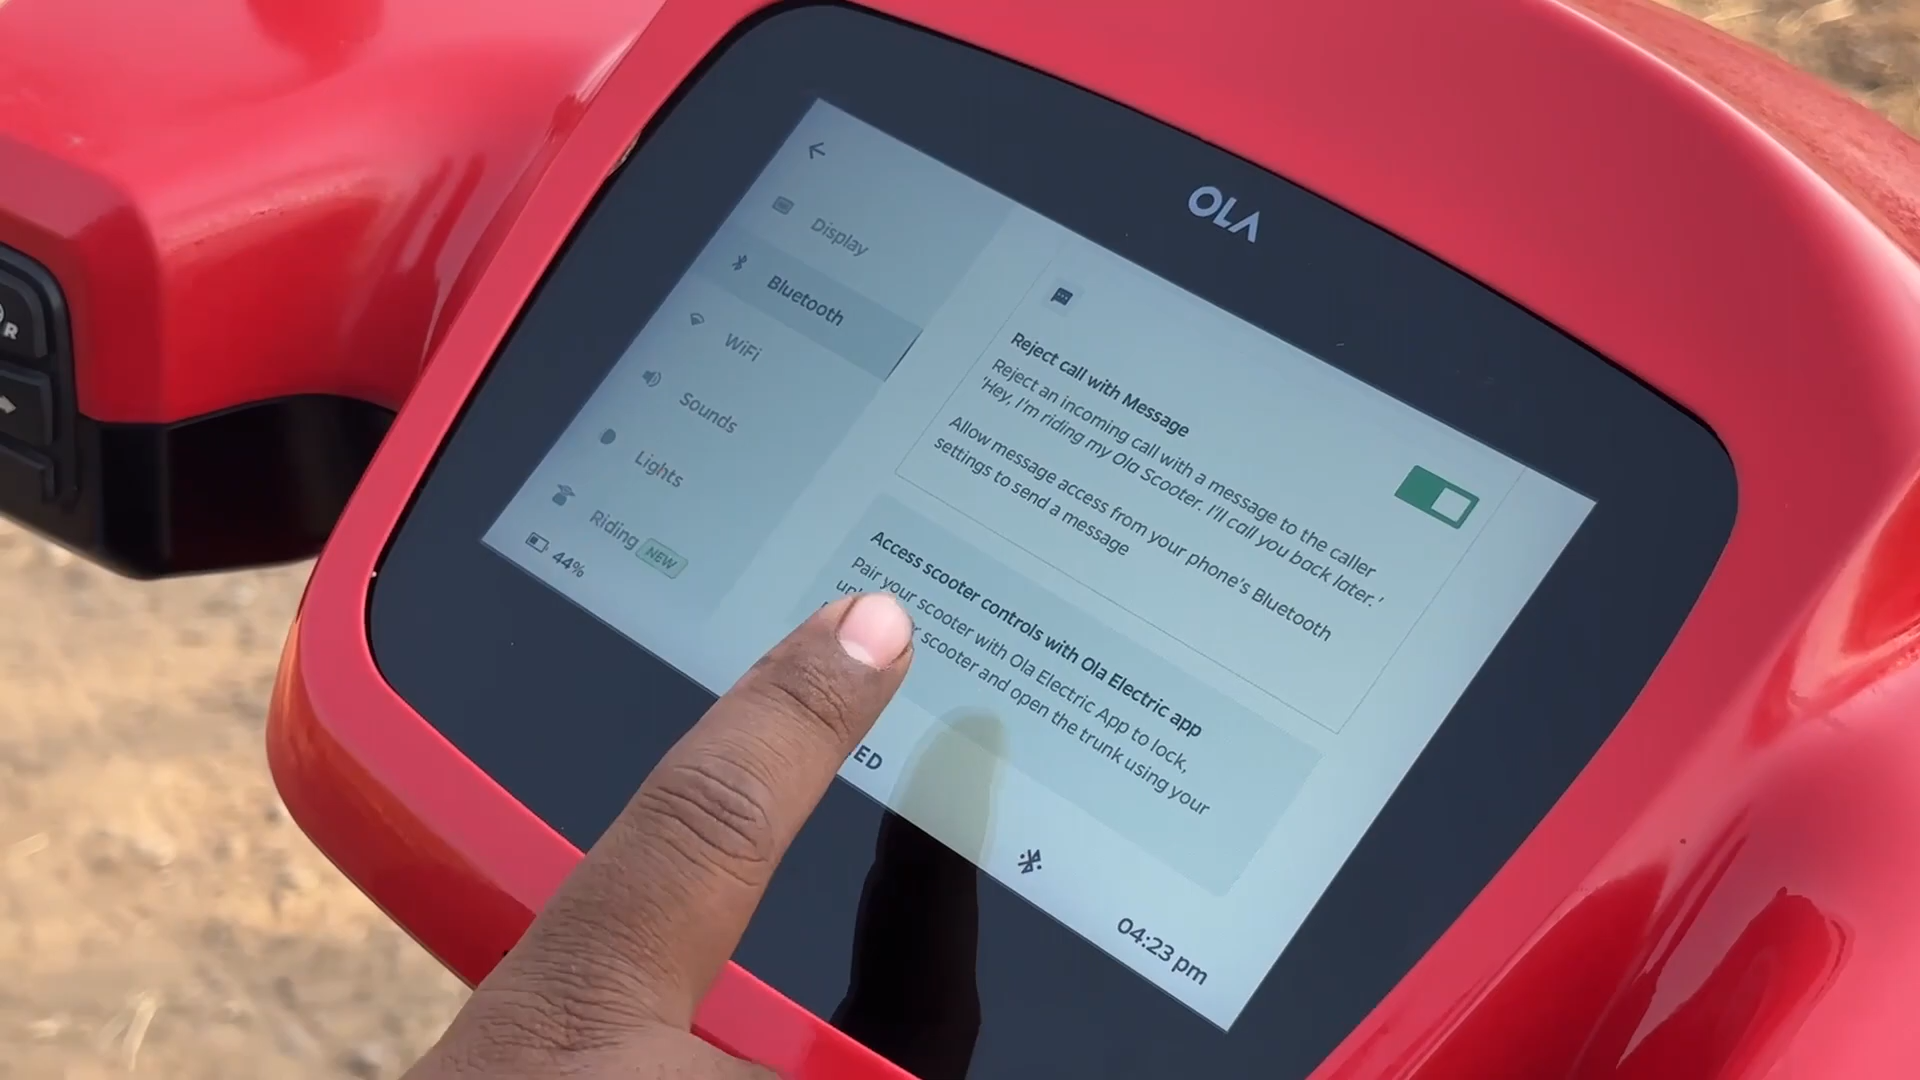 OLA
Display
Bluetooth
WiFi
Sounds
Lights
Riding NEW
44%
Reject call with Message
Reject an incoming call with a message to the caller
'Hey, I'm riding my Ola Scooter. I'll call you back later.'
Allow message access from your phone's Bluetooth
settings to send a message
Access scooter controls with Ola Electric app
Pair your scooter with Ola Electric App to lock,
scooter and open the trunk using your
04:23 pm
R